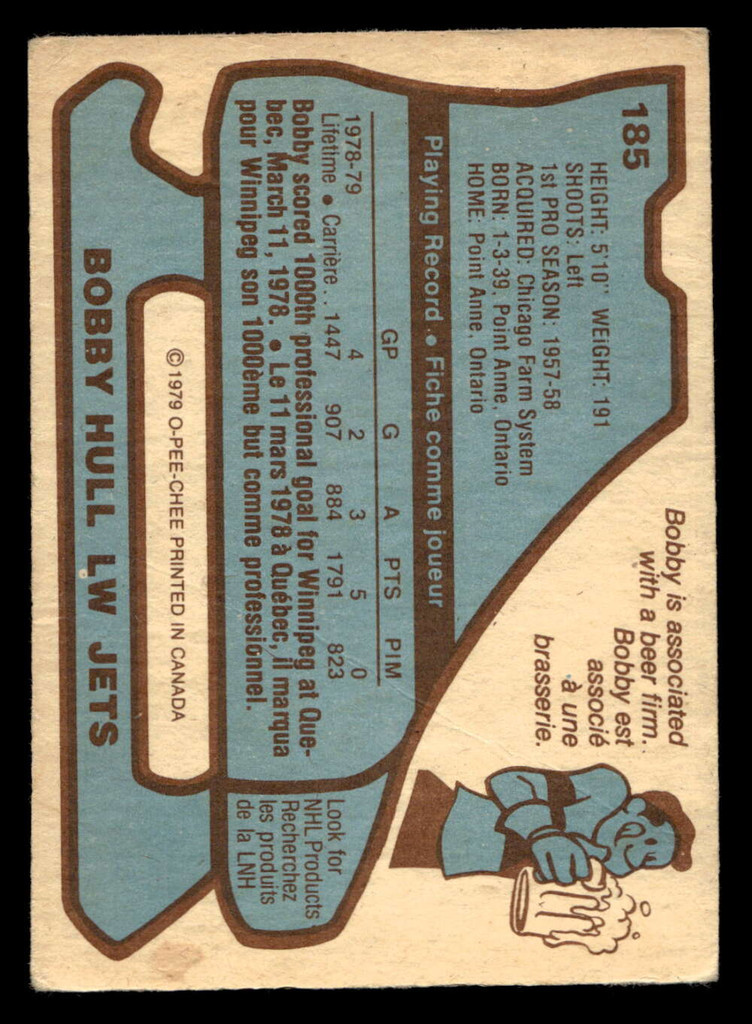 185
HEIGHT: 5'10" WEIGHT: 191
SHOOTS: Left
1st PRO SEASON: 1957-58
ACQUIRED: Chicago Farm System
BORN: 1-3-39, Point Anne, Ontario
HOME: Point Anne, Ontario
Bobby is associated
with a beer firm.
Bobby est
associé
à une
brasserie.
Playing Record • Fiche comme joueur
GP G A PTS PIM
1978-79 4 2 3 5 0
Lifetime • Carrière... 1447 907 884 1791 823
Bobby scored 1000th professional goal for Winnipeg at Que-
bec, March 11, 1978. • Le 11 mars 1978 à Québec, il marqua
pour Winnipeg son 1000ème but comme professionnel.
Look for
NHL Products
Recherchez
les produits
de la LNH
© 1979 O-PEE-CHEE PRINTED IN CANADA
BOBBY HULL LW JETS